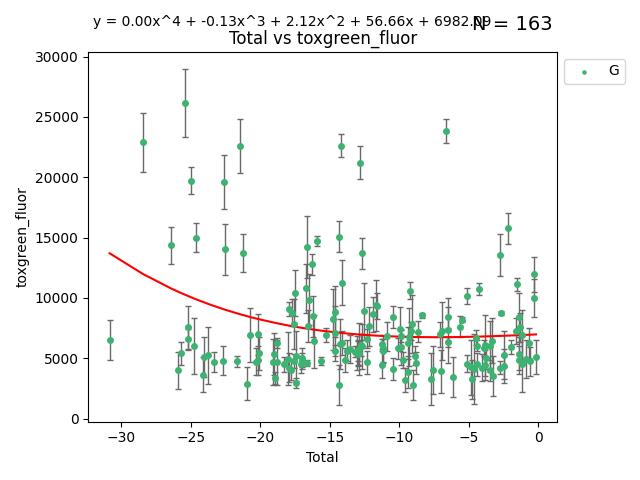 y = 0.00x^4 + -0.13x^3 + 2.12x^2 + 56.66x + 6982.09
N = 163
Total vs toxgreen_fluor
G
30000
25000
20000
15000
10000
5000
0
toxgreen_fluor
−30 −25 −20 −15 −10 −5 0
Total